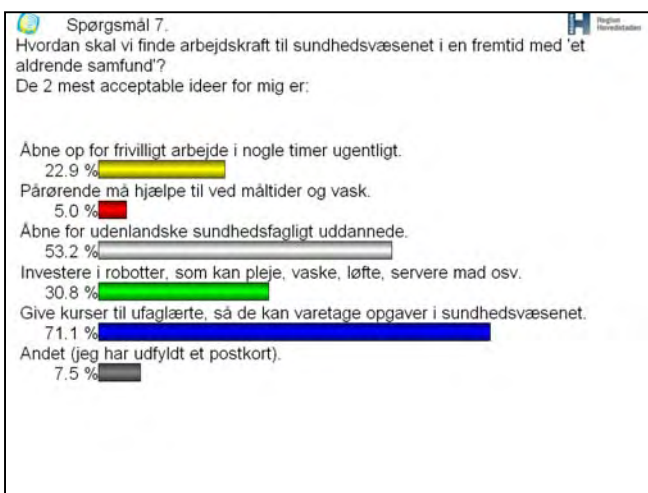 Spørgsmål 7.
Region
Hovedstaden
Hvordan skal vi finde arbejdskraft til sundhedsvæsenet i en fremtid med 'et
aldrende samfund'?
De 2 mest acceptable ideer for mig er:
Åbne op for frivilligt arbejde i nogle timer ugentligt.
22.9 %
Pårørende må hjælpe til ved måltider og vask.
5.0 %
Åbne for udenlandske sundhedsfagligt uddannede.
53.2 %
Investere i robotter, som kan pleje, vaske, løfte, servere mad osv.
30.8 %
Give kurser til ufaglærte, så de kan varetage opgaver i sundhedsvæsenet.
71.1 %
Andet (jeg har udfyldt et postkort).
7.5 %